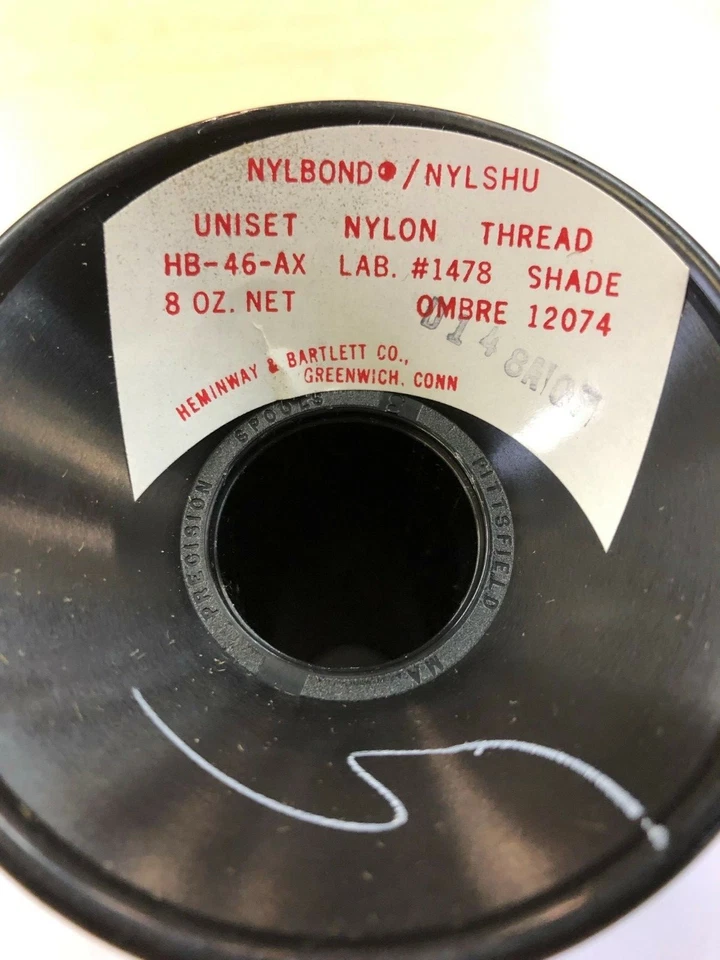 NYLBOND®/NYLSHU
UNISET NYLON THREAD
HB-46-AX LAB. #1478 SHADE
8 OZ. NET OMBRE 12074
HEMINWAY & BARTLETT CO.,
GREENWICH, CONN
PRECISION SPOOLS
PITTSFIELD MA